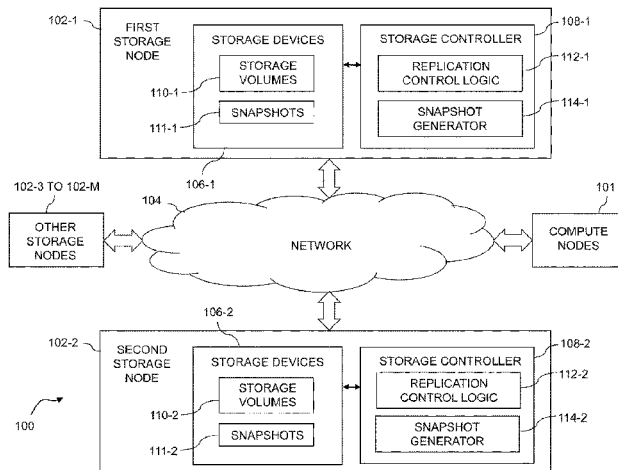 102-1
FIRST
STORAGE
NODE
STORAGE DEVICES
STORAGE
VOLUMES
110-1
SNAPSHOTS
111-1
106-1
STORAGE
CONTROLLER
108-1
REPLICATION
CONTROL LOGIC
112-1
SNAPSHOT
GENERATOR
114-1
102-3 TO 102-M
OTHER
STORAGE
NODES
104
NETWORK
101
COMPUTE
NODES
106-2
102-2
SECOND
STORAGE
NODE
STORAGE DEVICES
STORAGE
VOLUMES
110-2
SNAPSHOTS
111-2
STORAGE
CONTROLLER
108-2
REPLICATION
CONTROL LOGIC
112-2
SNAPSHOT
GENERATOR
114-2
100